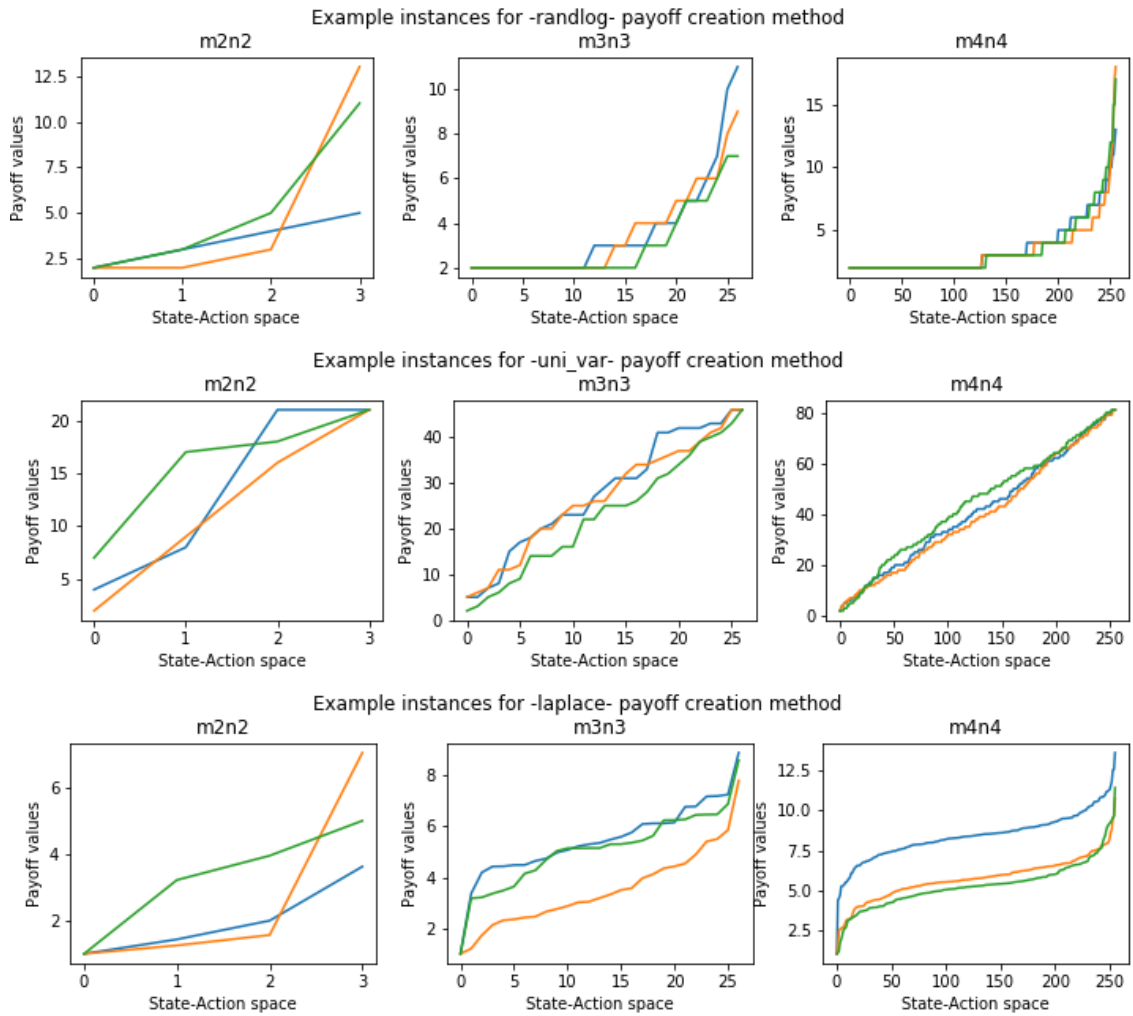 Example instances for -randlog- payoff creation method
m2n2
m3n3
m4n4
Payoff values
12.5
10.0
7.5
5.0
2.5
0
1
2
3
State-Action space
Payoff values
10
8
6
4
2
0
5
10
15
20
25
State-Action space
Payoff values
15
10
5
0
50
100
150
200
250
State-Action space
Example instances for -uni_var- payoff creation method
m2n2
m3n3
m4n4
Payoff values
20
15
10
5
0
1
2
3
State-Action space
Payoff values
40
30
20
10
0
0
5
10
15
20
25
State-Action space
Payoff values
80
60
40
20
0
0
50
100
150
200
250
State-Action space
Example instances for -laplace- payoff creation method
m2n2
m3n3
m4n4
Payoff values
6
4
2
0
1
2
3
State-Action space
Payoff values
8
6
4
2
0
5
10
15
20
25
State-Action space
Payoff values
12.5
10.0
7.5
5.0
2.5
0
50
100
150
200
250
State-Action space